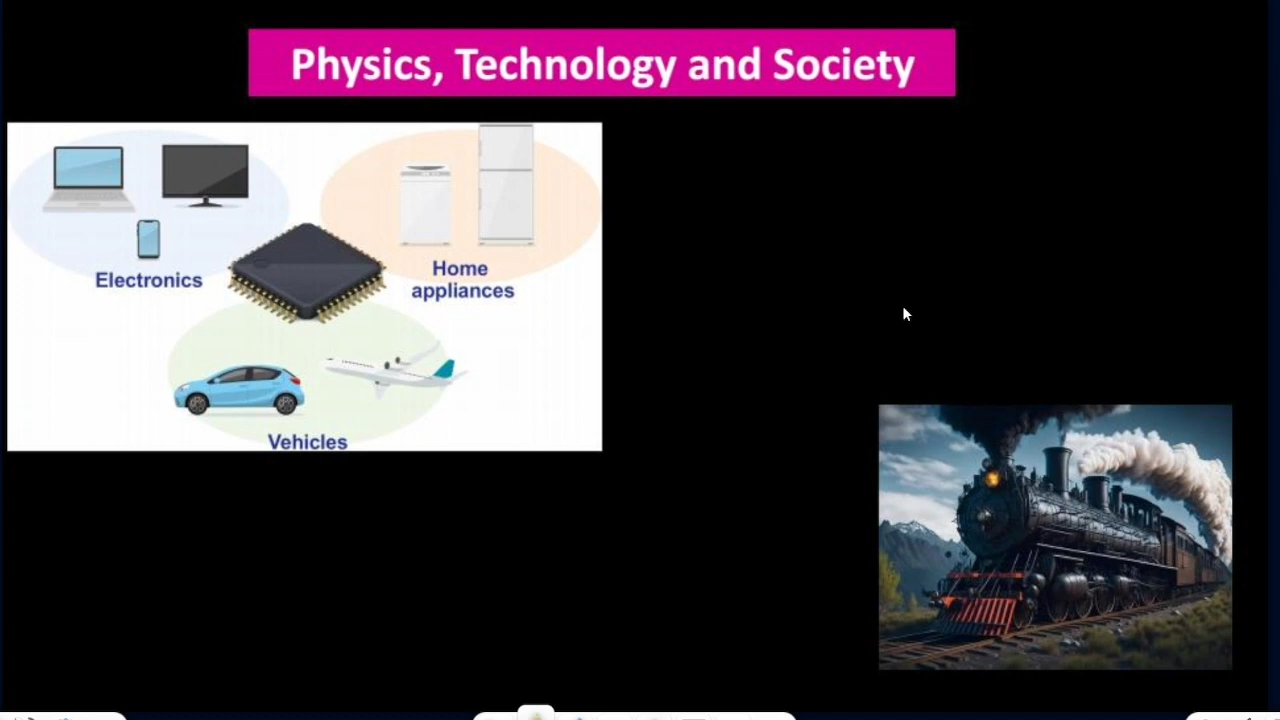 Physics, Technology and Society
Electronics
Home
appliances
Vehicles